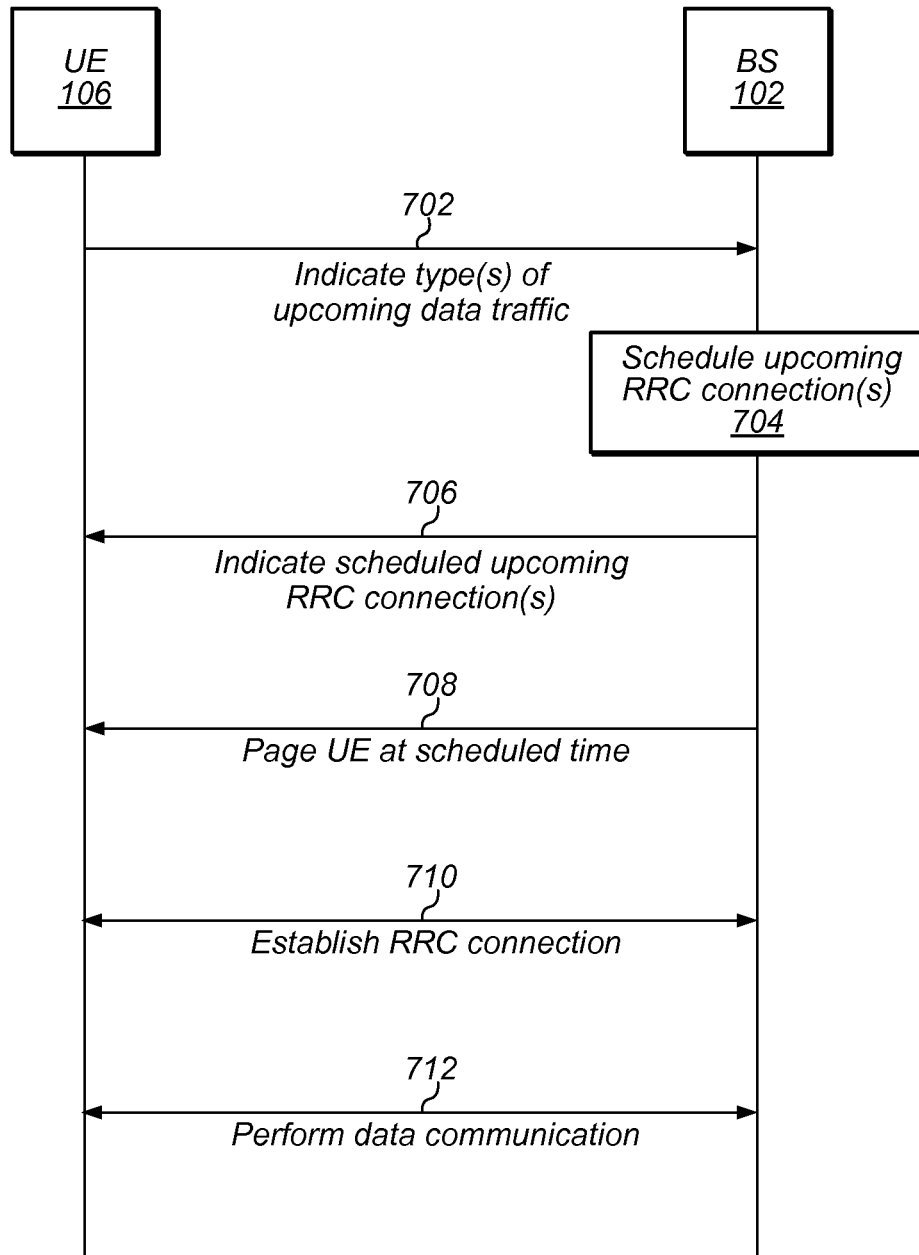 UE
106
BS
102
702
Indicate type(s) of
upcoming data traffic
Schedule upcoming
RRC connection(s)
704
706
Indicate scheduled upcoming
RRC connection(s)
708
Page UE at scheduled time
710
Establish RRC connection
712
Perform data communication